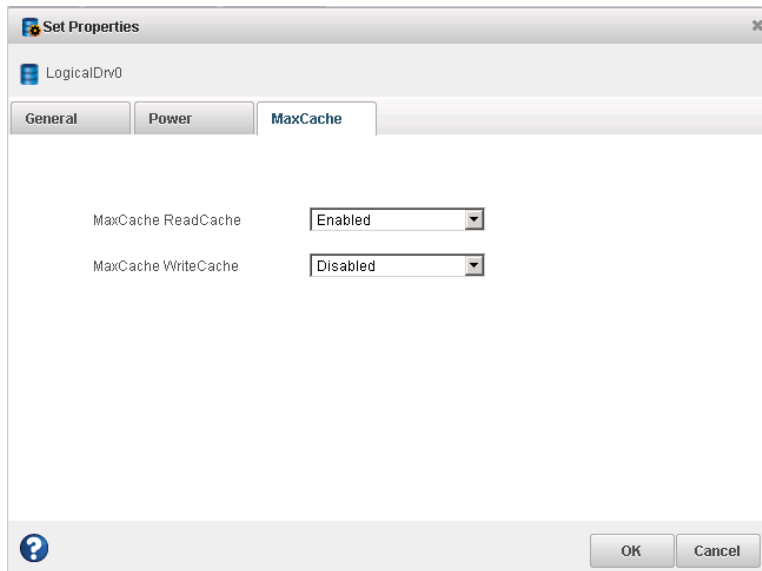 Set Properties
LogicalDrv0
General Power MaxCache
MaxCache ReadCache Enabled
MaxCache WriteCache Disabled
OK Cancel